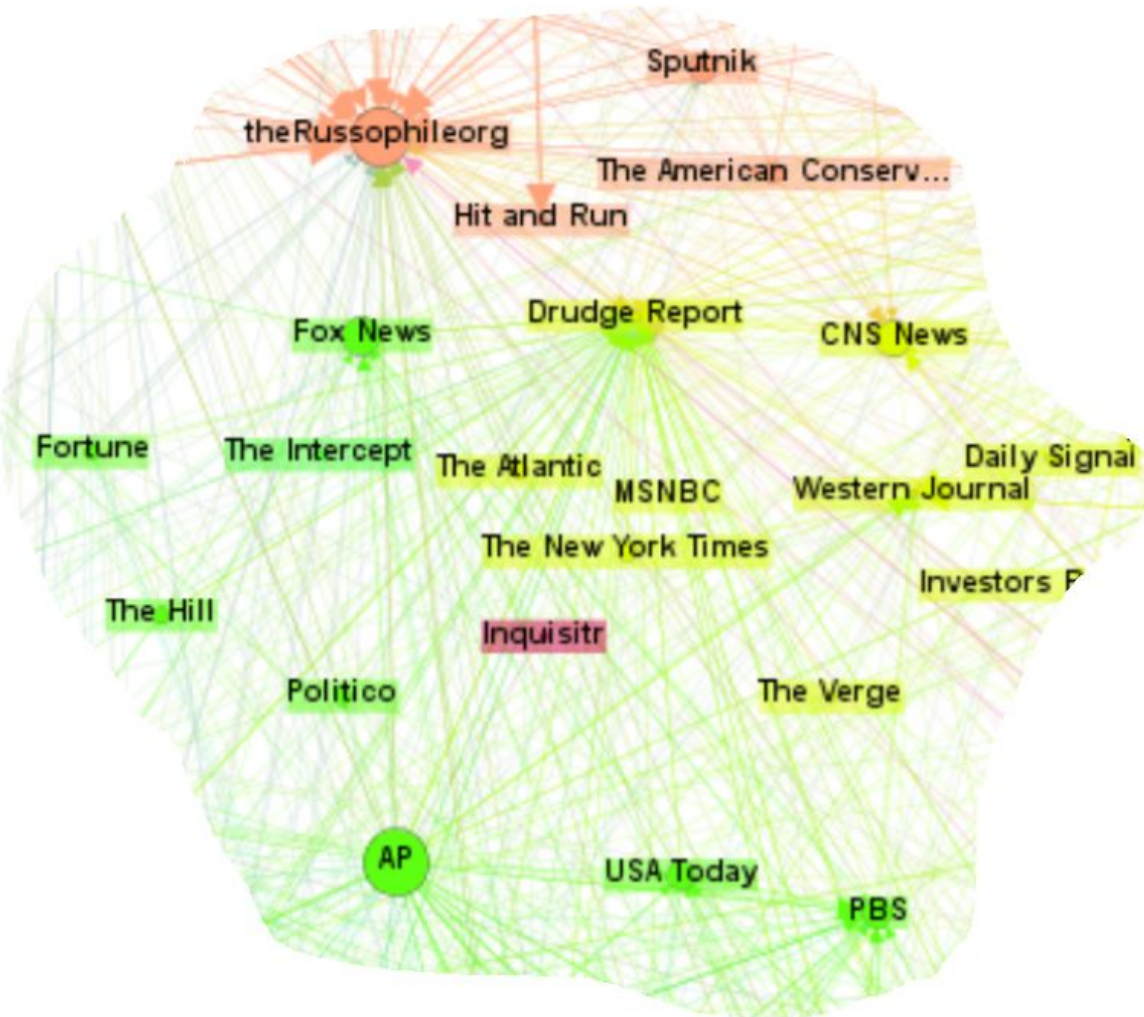 Sputnik
theRussophileorg
The American Conserv...
Hit and Run
Drudge Report
Fox News
CNS News
Fortune
The Intercept
The Atlantic
Daily Signal
MSNBC
Western Journal
The New York Times
Investors
The Hill
Inquisitr
Politico
The Verge
AP
USA Today
PBS